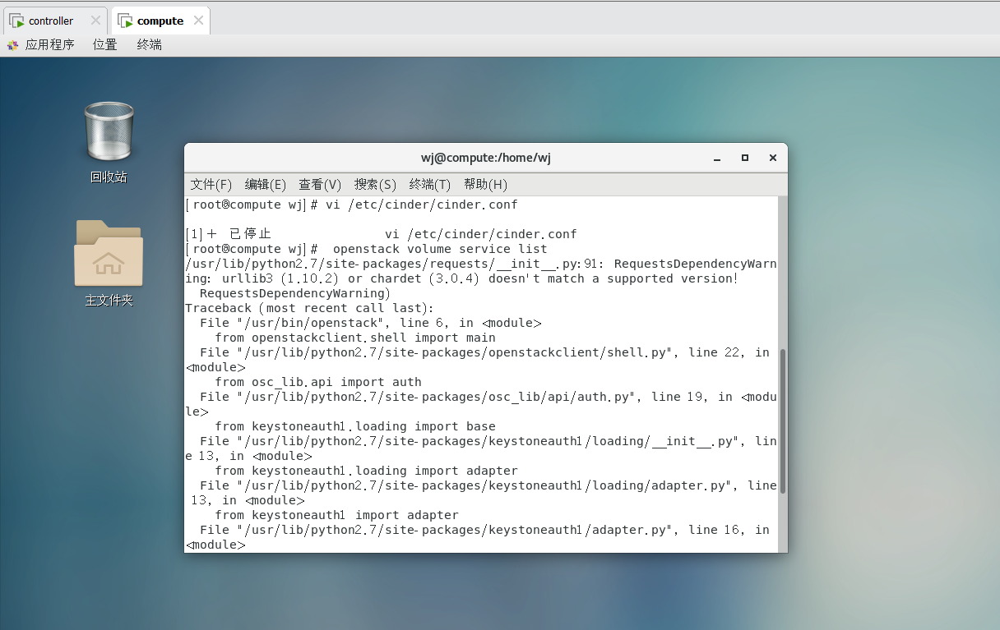 controller
compute
应用程序 位置 终端
回收站
主文件夹
wj@compute:/home/wj
文件(F) 编辑(E) 查看(V) 搜索(S) 终端(T) 帮助(H)
[root@compute wj]# vi /etc/cinder/cinder.conf
[1]+ 已停止 vi /etc/cinder/cinder.conf
[root@compute wj]# openstack volume service list
/usr/lib/python2.7/site-packages/requests/__init__.py:91: RequestsDependencyWarn
ing: urllib3 (1.10.2) or chardet (3.0.4) doesn't match a supported version!
RequestsDependencyWarning)
Traceback (most recent call last):
File "/usr/bin/openstack", line 6, in <module>
from openstackclient.shell import main
File "/usr/lib/python2.7/site-packages/openstackclient/shell.py", line 22, in
<module>
from osc_lib.api import auth
File "/usr/lib/python2.7/site-packages/osc_lib/api/auth.py", line 19, in <modu
le>
from keystoneauth1.loading import base
File "/usr/lib/python2.7/site-packages/keystoneauth1/loading/__init__.py", lin
e 13, in <module>
from keystoneauth1.loading import adapter
File "/usr/lib/python2.7/site-packages/keystoneauth1/loading/adapter.py", line
13, in <module>
from keystoneauth1 import adapter
File "/usr/lib/python2.7/site-packages/keystoneauth1/adapter.py", line 16, in
<module>